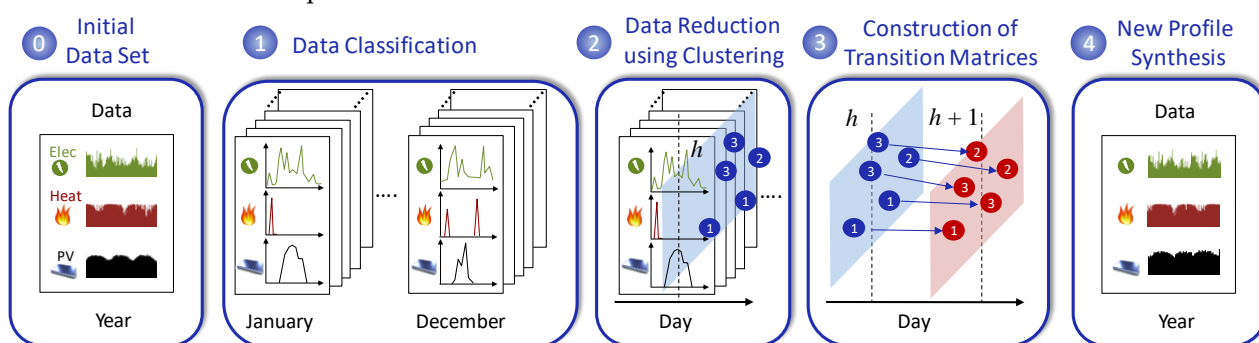 0
Initial
Data Set
1
Data Classification
2
Data Reduction
using Clustering
3
Construction of
Transition Matrices
4
New Profile
Synthesis
Data
Elec
Heat
PV
Year
....
January
December
h
3
2
3
1
1
....
Day
h
h + 1
3
2
3
1
1
2
2
3
3
1
Day
Data
Year